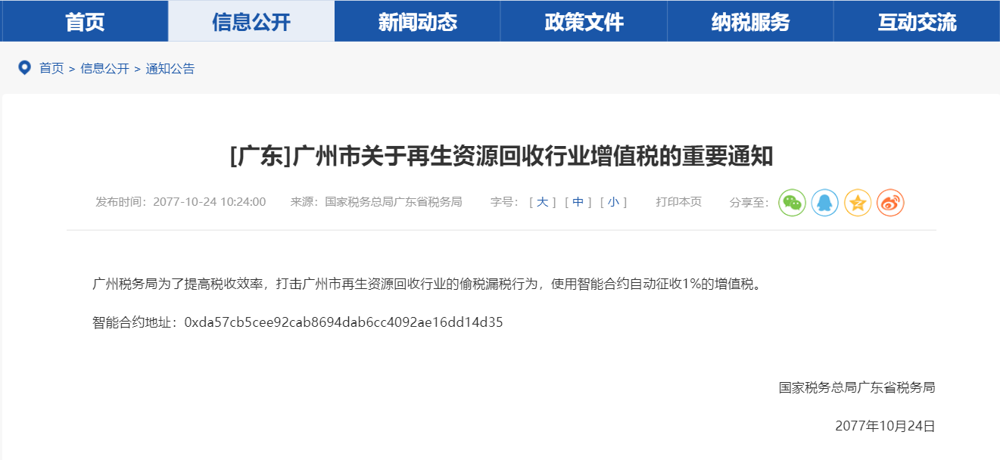 首页 信息公开 新闻动态 政策文件 纳税服务 互动交流
首页 > 信息公开 > 通知公告
[广东]广州市关于再生资源回收行业增值税的重要通知
发布时间：2077-10-24 10:24:00 来源：国家税务总局广东省税务局 字号：[ 大 ] [ 中 ] [ 小 ] 打印本页 分享至：
广州税务局为了提高税收效率，打击广州市再生资源回收行业的偷税漏税行为，使用智能合约自动征收1%的增值税。
智能合约地址：0xda57cb5cee92cab8694dab6cc4092ae16dd14d35
国家税务总局广东省税务局
2077年10月24日